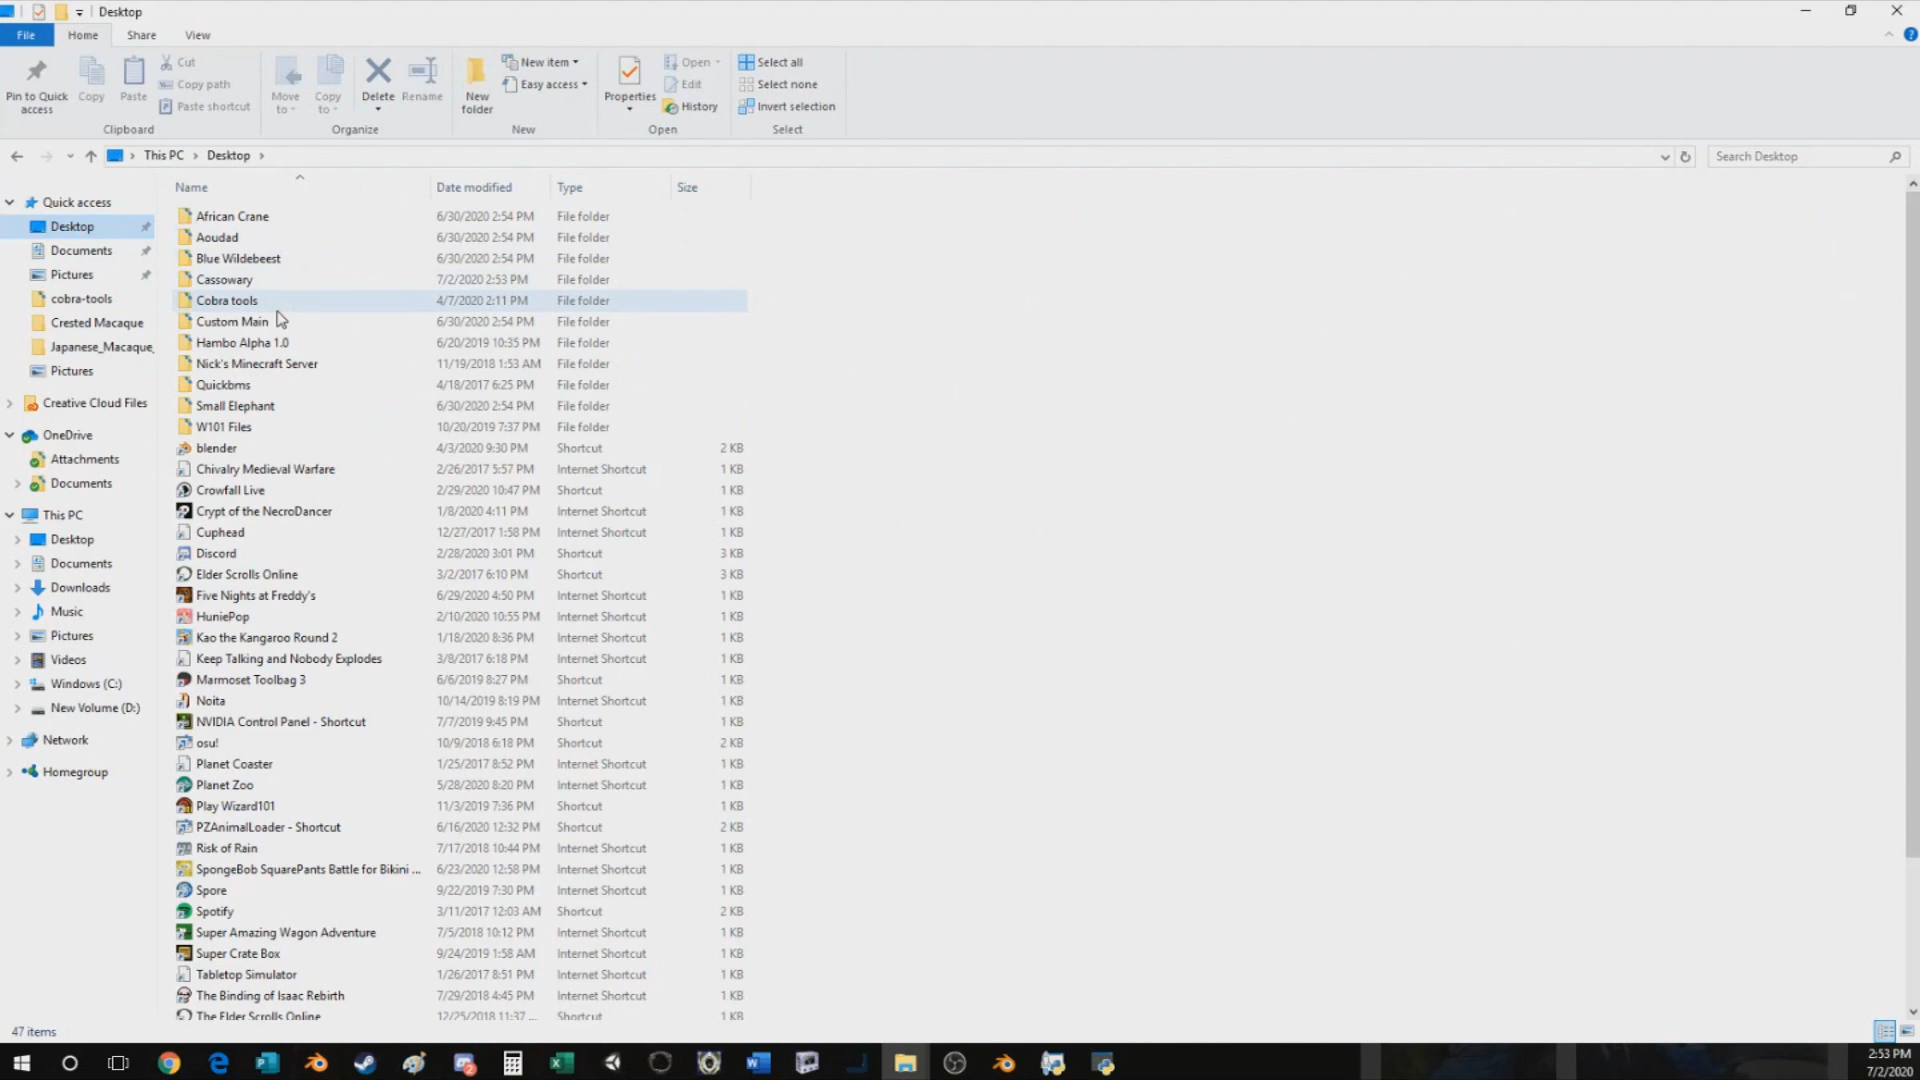 Desktop
File Home Share View
Pin to Quick access
Copy
Paste
Cut
Copy path
Paste shortcut
Clipboard
Move to
Copy to
Delete
Rename
Organize
New folder
New item
Easy access
New
Properties
Open
Edit
History
Open
Select all
Select none
Invert selection
Select
This PC > Desktop >
Search Desktop
Name Date modified Type Size
Quick access
Desktop
Documents
Pictures
cobra-tools
Crested Macaque
Japanese_Macaque_
Pictures
Creative Cloud Files
OneDrive
Attachments
Documents
This PC
Desktop
Documents
Downloads
Music
Pictures
Videos
Windows (C:)
New Volume (D:)
Network
Homegroup
African Crane 6/30/2020 2:54 PM File folder
Aoudad 6/30/2020 2:54 PM File folder
Blue Wildebeest 6/30/2020 2:54 PM File folder
Cassowary 7/2/2020 2:53 PM File folder
Cobra tools 4/7/2020 2:11 PM File folder
Custom Main 6/30/2020 2:54 PM File folder
Hambo Alpha 1.0 6/20/2019 10:35 PM File folder
Nick's Minecraft Server 11/19/2018 1:53 AM File folder
Quickbms 4/18/2017 6:25 PM File folder
Small Elephant 6/30/2020 2:54 PM File folder
W101 Files 10/20/2019 7:37 PM File folder
blender 4/3/2020 9:30 PM Shortcut 2 KB
Chivalry Medieval Warfare 2/26/2017 5:57 PM Internet Shortcut 1 KB
Crowfall Live 2/29/2020 10:47 PM Shortcut 1 KB
Crypt of the NecroDancer 1/8/2020 4:11 PM Internet Shortcut 1 KB
Cuphead 12/27/2017 1:58 PM Internet Shortcut 1 KB
Discord 2/28/2020 3:01 PM Shortcut 3 KB
Elder Scrolls Online 3/2/2017 6:10 PM Shortcut 3 KB
Five Nights at Freddy's 6/29/2020 4:50 PM Internet Shortcut 1 KB
HuniePop 2/10/2020 10:55 PM Internet Shortcut 1 KB
Kao the Kangaroo Round 2 1/18/2020 8:36 PM Internet Shortcut 1 KB
Keep Talking and Nobody Explodes 3/8/2017 6:18 PM Internet Shortcut 1 KB
Marmoset Toolbag 3 6/6/2019 8:27 PM Shortcut 1 KB
Noita 10/14/2019 8:19 PM Internet Shortcut 1 KB
NVIDIA Control Panel - Shortcut 7/7/2019 9:45 PM Shortcut 1 KB
osu! 10/9/2018 6:18 PM Shortcut 2 KB
Planet Coaster 1/25/2017 8:52 PM Internet Shortcut 1 KB
Planet Zoo 5/28/2020 8:20 PM Internet Shortcut 1 KB
Play Wizard101 11/3/2019 7:36 PM Shortcut 1 KB
PZAnimalLoader - Shortcut 6/16/2020 12:32 PM Shortcut 2 KB
Risk of Rain 7/17/2018 10:44 PM Internet Shortcut 1 KB
SpongeBob SquarePants Battle for Bikini ... 6/23/2020 12:58 PM Internet Shortcut 1 KB
Spore 9/22/2019 7:30 PM Internet Shortcut 1 KB
Spotify 3/11/2017 12:03 AM Shortcut 2 KB
Super Amazing Wagon Adventure 7/5/2018 10:12 PM Internet Shortcut 1 KB
Super Crate Box 9/24/2019 1:58 AM Internet Shortcut 1 KB
Tabletop Simulator 1/26/2017 8:51 PM Internet Shortcut 1 KB
The Binding of Isaac Rebirth 7/29/2018 4:45 PM Internet Shortcut 1 KB
The Elder Scrolls Online 12/25/2018 11:37 ... Shortcut 1 KB
47 items
2:53 PM
7/2/2020